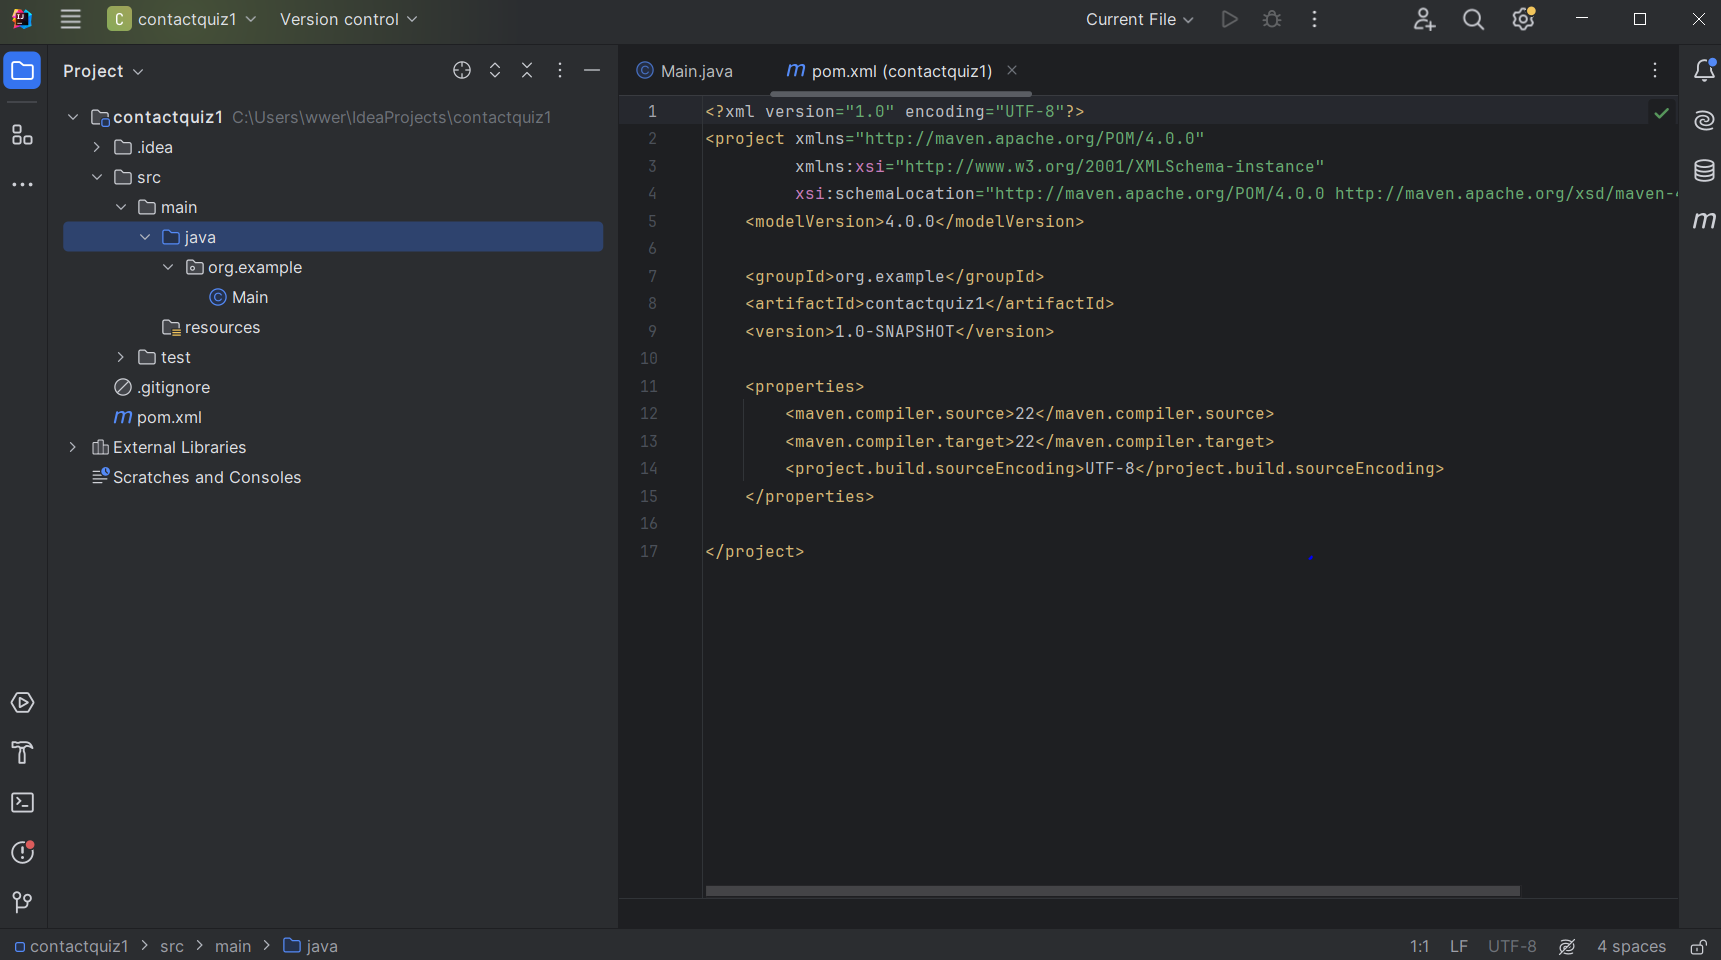 C contactquiz1 Version control Current File
Project
Main.java
m pom.xml (contactquiz1)
contactquiz1 C:\Users\wwer\IdeaProjects\contactquiz1
.idea
src
main
java
org.example
C Main
resources
test
.gitignore
m pom.xml
External Libraries
Scratches and Consoles
1 <?xml version="1.0" encoding="UTF-8"?>
2 <project xmlns="http://maven.apache.org/POM/4.0.0"
3 xmlns:xsi="http://www.w3.org/2001/XMLSchema-instance"
4 xsi:schemaLocation="http://maven.apache.org/POM/4.0.0 http://maven.apache.org/xsd/maven-
5 <modelVersion>4.0.0</modelVersion>
6
7 <groupId>org.example</groupId>
8 <artifactId>contactquiz1</artifactId>
9 <version>1.0-SNAPSHOT</version>
10
11 <properties>
12 <maven.compiler.source>22</maven.compiler.source>
13 <maven.compiler.target>22</maven.compiler.target>
14 <project.build.sourceEncoding>UTF-8</project.build.sourceEncoding>
15 </properties>
16
17 </project>
m
contactquiz1 > src > main > java 1:1 LF UTF-8 4 spaces